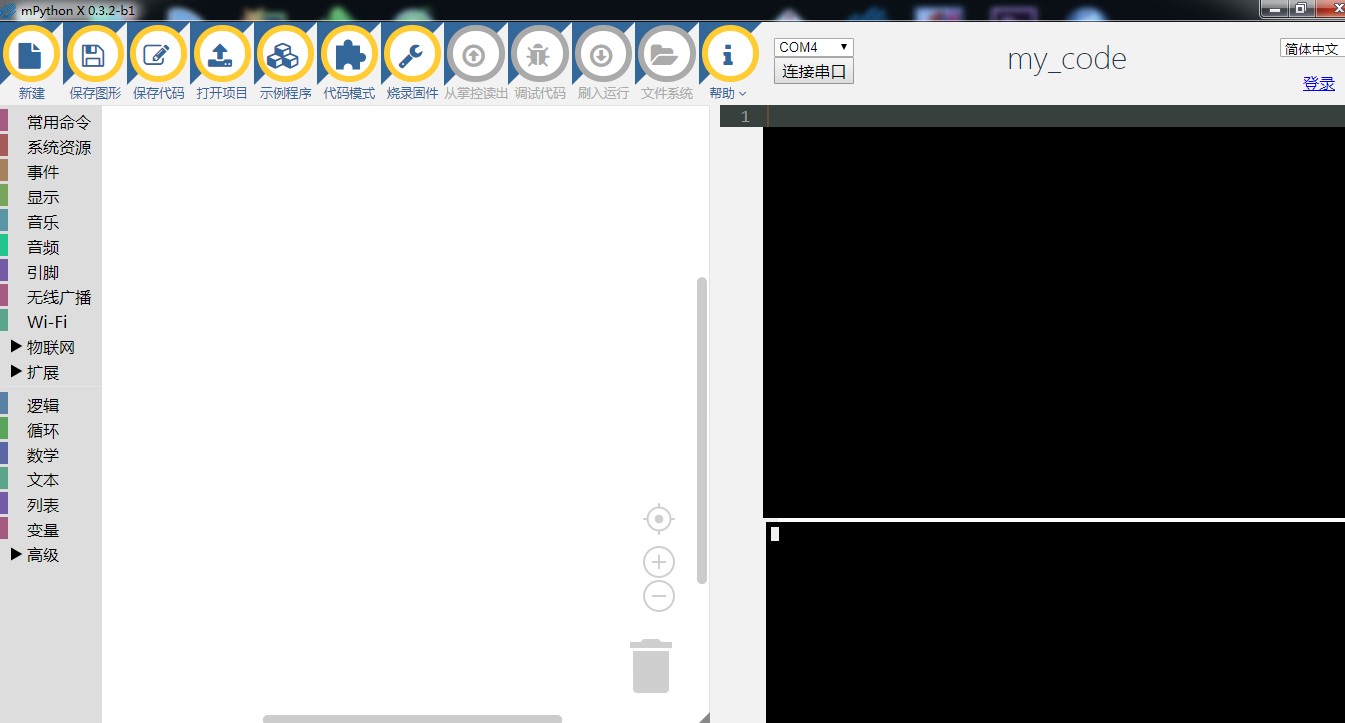 mPython X 0.3.2-b1
新建 保存图形 保存代码 打开项目 示例程序 代码模式 烧录固件 从掌控读出 调试代码 刷入运行 文件系统 帮助
COM4
连接串口
my_code
简体中文
登录
常用命令
系统资源
事件
显示
音乐
音频
引脚
无线广播
Wi-Fi
物联网
扩展
逻辑
循环
数学
文本
列表
变量
高级
1